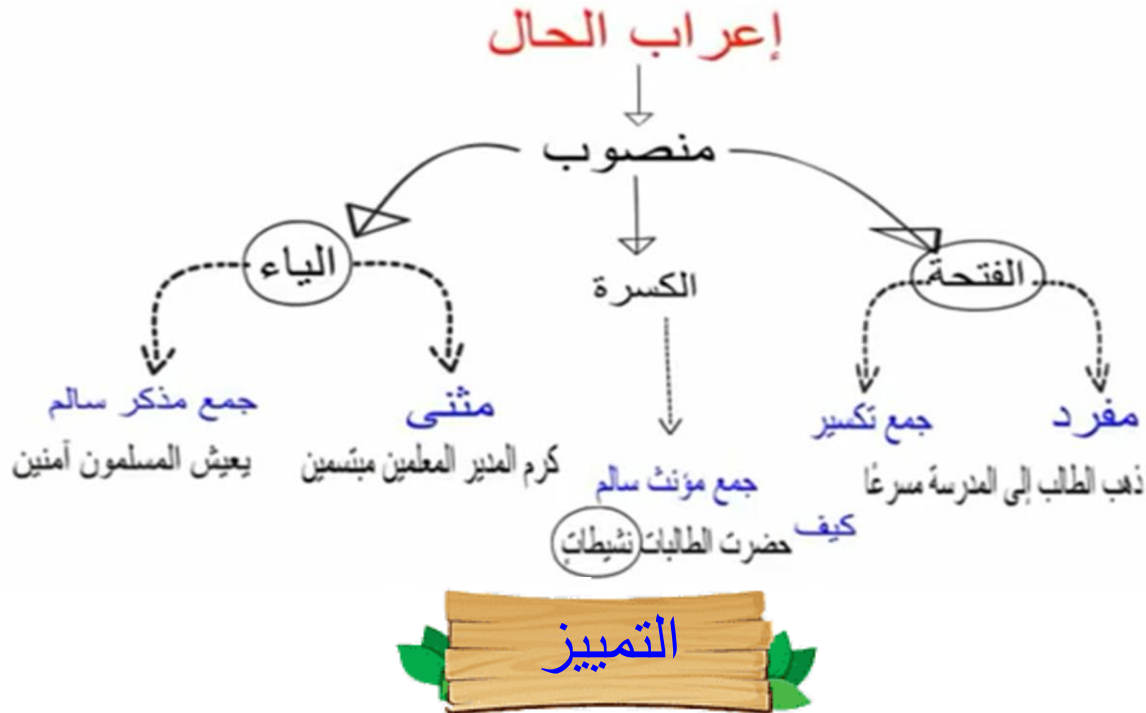 إعراب الحال
منصوب
الفتحة
الكسرة
الياء
مفرد
جمع تكسير
ذهب الطالب إلى المدرسة مسرعًا
جمع مؤنث سالم
كيف
حضرت الطالبات نشيطاتٍ
مثنى
كرم المدير المعلمين مبتسمين
جمع مذكر سالم
يعيش المسلمون آمنين
التمييز